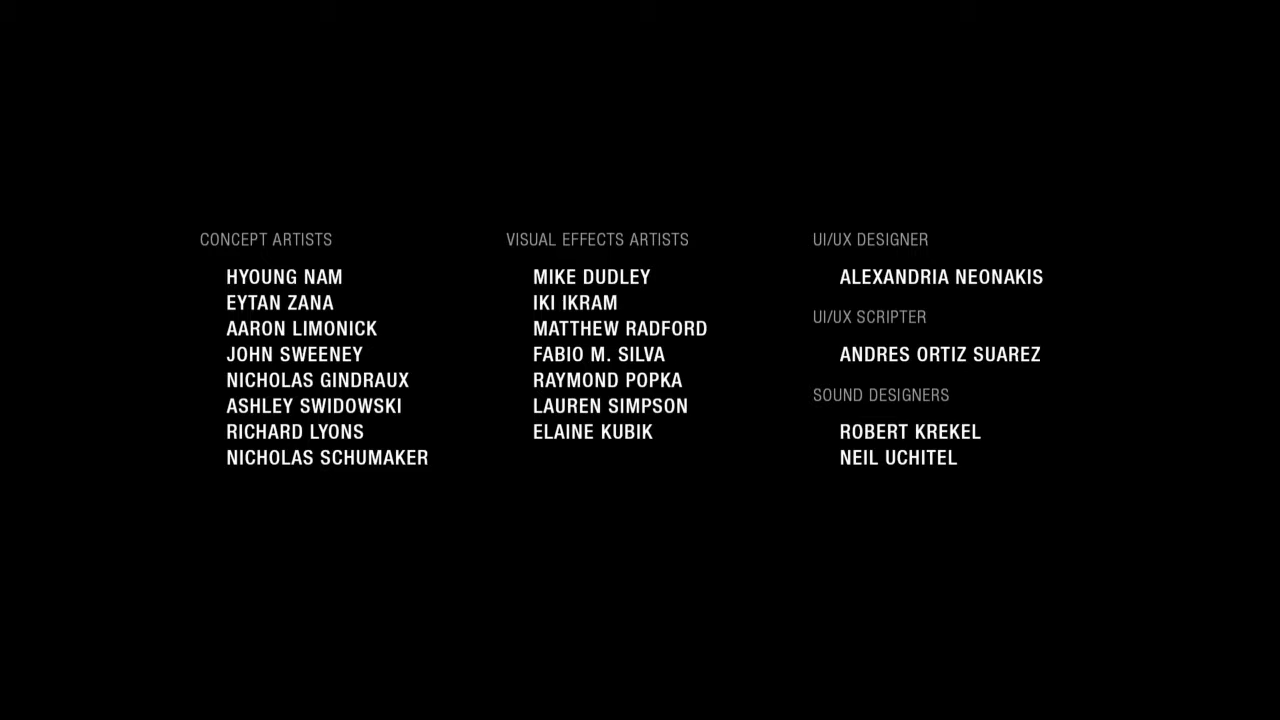 CONCEPT ARTISTS
HYOUNG NAM
EYTAN ZANA
AARON LIMONICK
JOHN SWEENEY
NICHOLAS GINDRAUX
ASHLEY SWIDOWSKI
RICHARD LYONS
NICHOLAS SCHUMAKER
VISUAL EFFECTS ARTISTS
MIKE DUDLEY
IKI IKRAM
MATTHEW RADFORD
FABIO M. SILVA
RAYMOND POPKA
LAUREN SIMPSON
ELAINE KUBIK
UI/UX DESIGNER
ALEXANDRIA NEONAKIS
UI/UX SCRIPTER
ANDRES ORTIZ SUAREZ
SOUND DESIGNERS
ROBERT KREKEL
NEIL UCHITEL